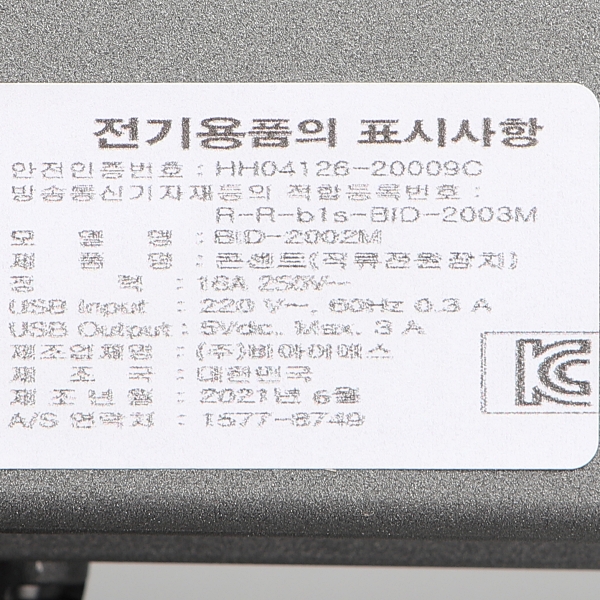 전기용품의 표시사항
안전인증번호 : HH04126-20009C
방송통신기자재등의 적합등록번호 :
R-R-b1s-BID-2003M
모 델 명 : BID-2002M
제 품 명 : 콘센트(직류전원장치)
정 격 : 16A 250V~
USB Input : 220 V~, 60Hz 0.3 A
USB Output : 5Vdc, Max. 3 A
제조업체명 : (주)비아이에스
제 조 국 : 대한민국
제 조 년 월 : 2021년 6월
A/S 연락처 : 1577-8749
KC